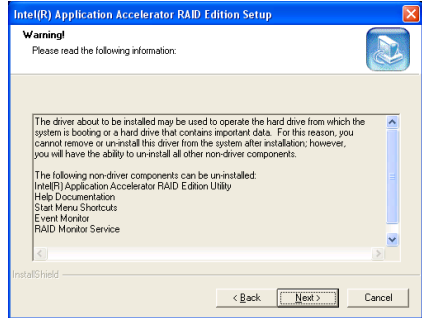 Intel(R) Application Accelerator RAID Edition Setup
Warning!
Please read the following information:
The driver about to be installed may be used to operate the hard drive from which the
system is booting or a hard drive that contains important data. For this reason, you
cannot remove or un-install this driver from the system after installation; however,
you will have the ability to un-install all other non-driver components.
The following non-driver components can be un-installed:
Intel(R) Application Accelerator RAID Edition Utility
Help Documentation
Start Menu Shortcuts
Event Monitor
RAID Monitor Service
InstallShield
< Back
Next >
Cancel